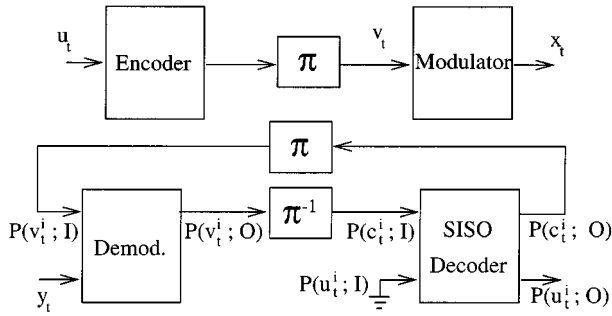 u_t
v_t
x_t
Encoder
π
Modulator
π
P(v_t^i ; I)
P(v_t^i ; O)
π^-1
P(c_t^i ; I)
SISO
Decoder
P(c_t^i ; O)
Demod.
P(u_t^i ; I)
P(u_t^i ; O)
y_t